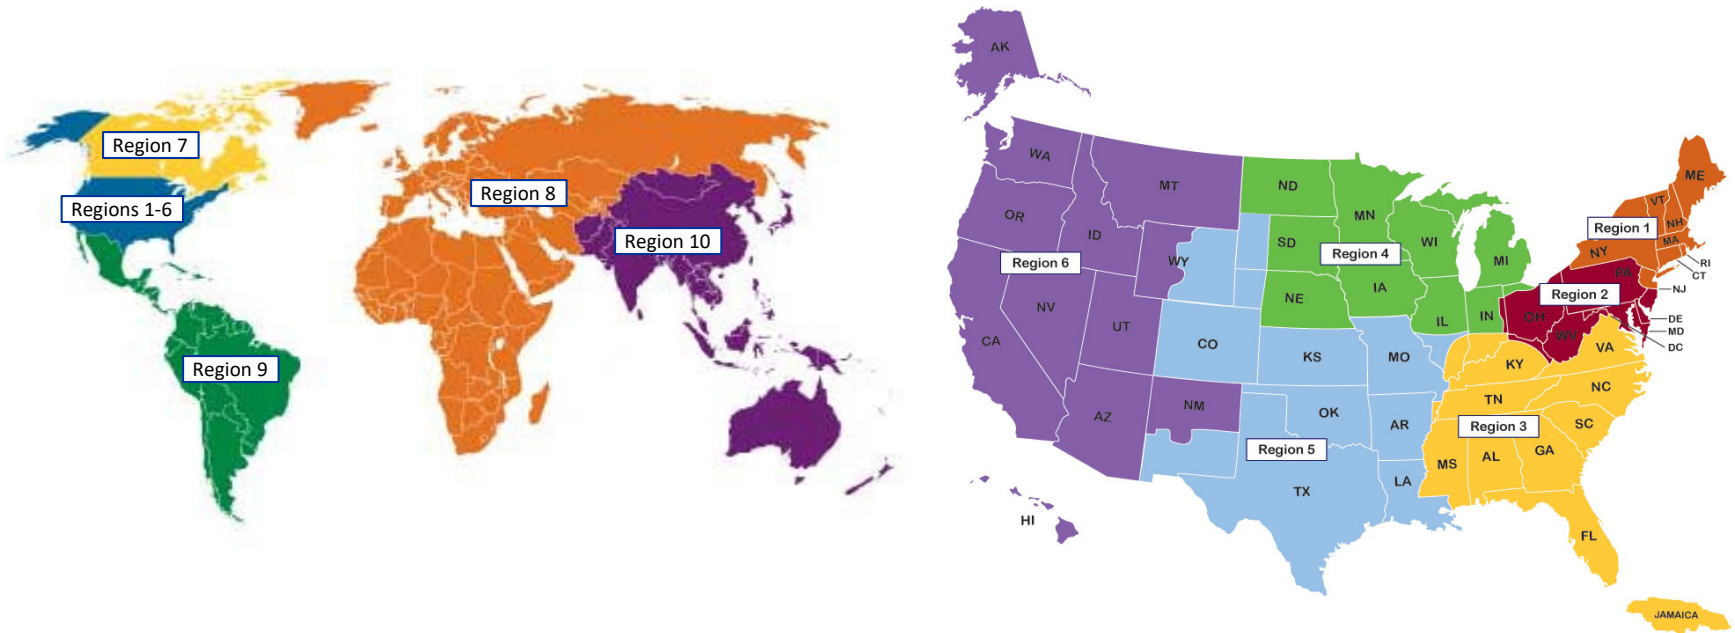 Region 7
Regions 1-6
Region 8
Region 10
Region 9
AK
WA
OR
CA
NV
ID
MT
WY
UT
AZ
NM
HI
Region 6
ND
SD
NE
MN
IA
WI
IL
IN
MI
Region 4
CO
KS
MO
OK
AR
TX
LA
Region 5
KY
TN
VA
NC
SC
MS
AL
GA
FL
JAMAICA
Region 3
OH
PA
WV
NJ
DE
MD
DC
Region 2
ME
VT
NH
MA
NY
RI
CT
Region 1